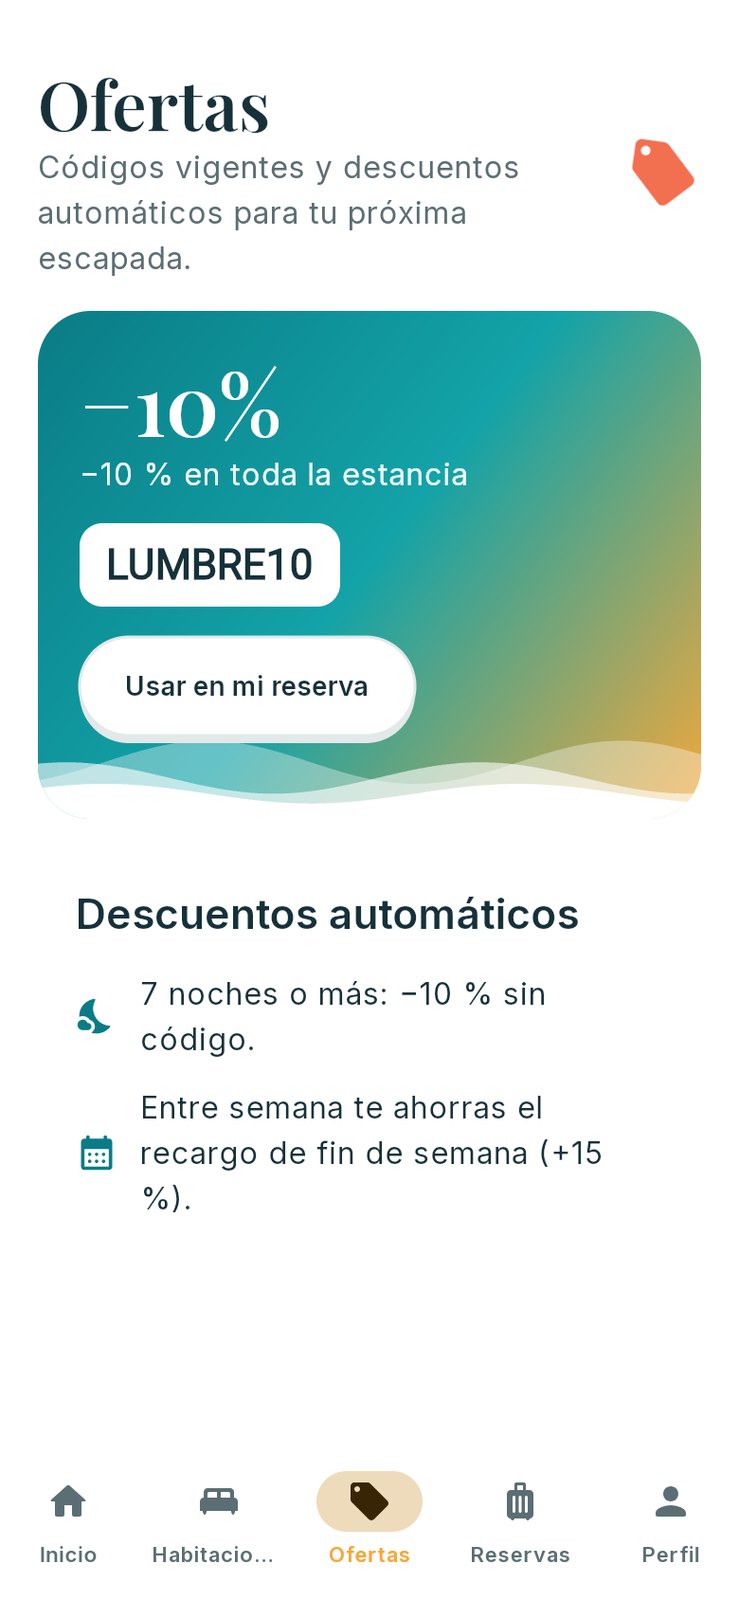 Ofertas
Códigos vigentes y descuentos
automáticos para tu próxima
escapada.
−10%
−10 % en toda la estancia
LUMBRE10
Usar en mi reserva
Descuentos automáticos
7 noches o más: −10 % sin
código.
Entre semana te ahorras el
recargo de fin de semana (+15
%).
Inicio
Habitacio...
Ofertas
Reservas
Perfil